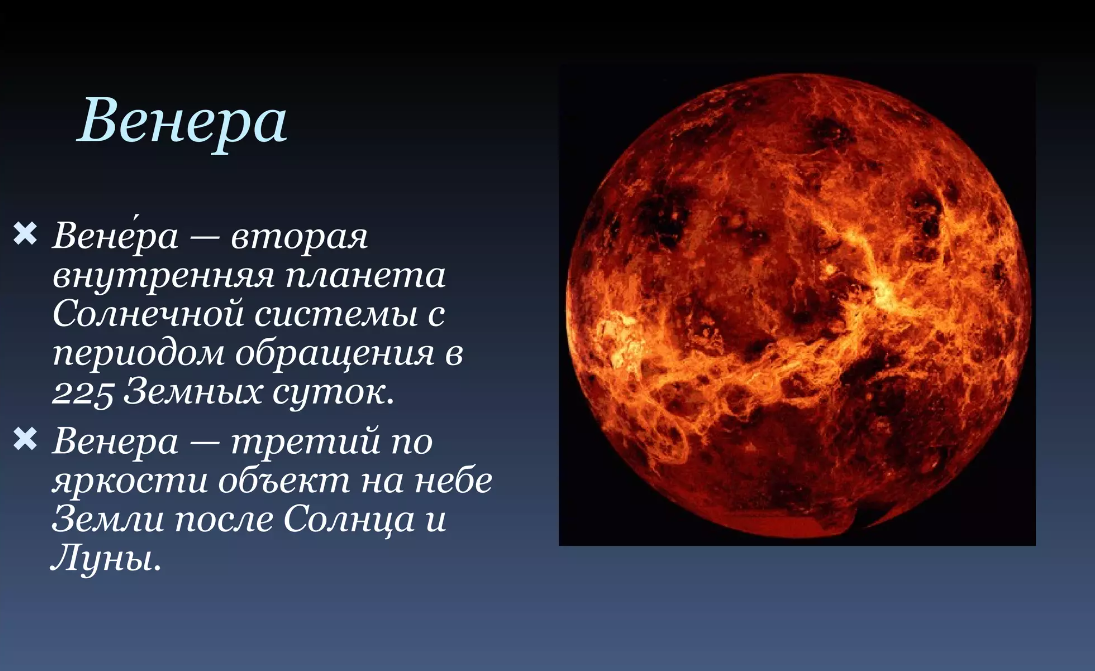 Венера
Вене́ра — вторая
внутренняя планета
Солнечной системы с
периодом обращения в
225 Земных суток.
Венера — третий по
яркости объект на небе
Земли после Солнца и
Луны.